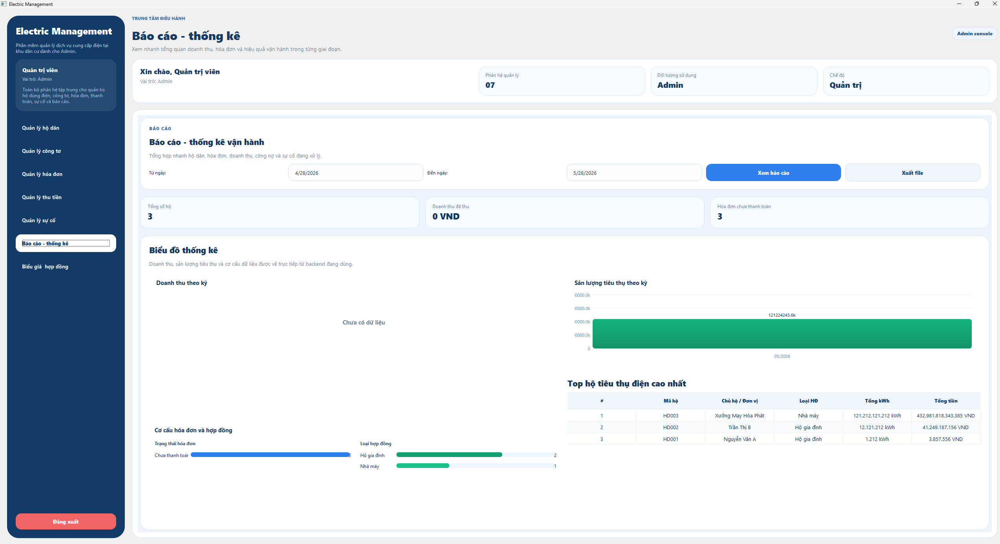 Electric Management
Electric Management
Phần mềm quản lý dịch vụ cung cấp điện tại
khu dân cư dành cho Admin.
Quản trị viên
Vai trò: Admin
Toàn bộ phân hệ tập trung cho quản trị:
hộ dùng điện, công tơ, hóa đơn, thanh
toán, sự cố và báo cáo.
Quản lý hộ dân
Quản lý công tơ
Quản lý hóa đơn
Quản lý thu tiền
Quản lý sự cố
Báo cáo - thống kê
Biểu giá  hợp đồng
Đăng xuất
TRUNG TÂM ĐIỀU HÀNH
Báo cáo - thống kê
Xem nhanh tổng quan doanh thu, hóa đơn và hiệu quả vận hành trong từng giai đoạn.
Admin console
Xin chào, Quản trị viên
Vai trò: Admin
Phân hệ quản lý
07
Đối tượng sử dụng
Admin
Chế độ
Quản trị
BÁO CÁO
Báo cáo - thống kê vận hành
Tổng hợp nhanh hộ dân, hóa đơn, doanh thu, công nợ và sự cố đang xử lý.
Từ ngày: 4/28/2026 Đến ngày: 5/28/2026 Xem báo cáo Xuất file
Tổng số hộ
3
Doanh thu đã thu
0 VND
Hóa đơn chưa thanh toán
3
Biểu đồ thống kê
Doanh thu, sản lượng tiêu thụ và cơ cấu dữ liệu được vẽ trực tiếp từ backend đang dùng.
Doanh thu theo kỳ
Chưa có dữ liệu
Sản lượng tiêu thụ theo kỳ
0000.0k
0000.0k
121224243.6k
0000.0k
0000.0k
0
05/2026
Top hộ tiêu thụ điện cao nhất
# Mã hộ Chủ hộ / Đơn vị Loại HĐ Tổng kWh Tổng tiền
1 HD003 Xưởng May Hòa Phát Nhà máy 121.212.121.212 kWh 432.981.818.343.385 VND
2 HD002 Trần Thị B Hộ gia đình 12.121.212 kWh 41.249.187.156 VND
3 HD001 Nguyễn Văn A Hộ gia đình 1.212 kWh 3.857.556 VND
Cơ cấu hóa đơn và hợp đồng
Trạng thái hóa đơn
Chưa thanh toán 3
Loại hợp đồng
Hộ gia đình 2
Nhà máy 1